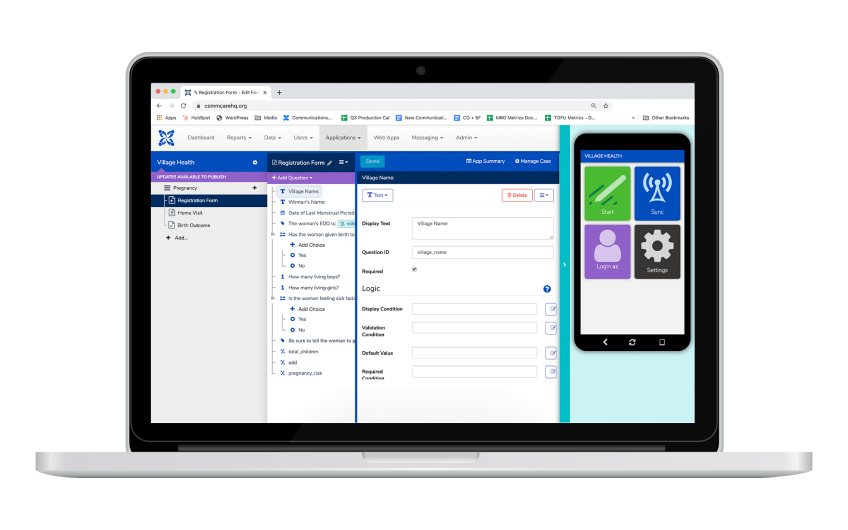 Registration Form - Edit For
commcarehq.org
Apps HubSpot WordPress Media Communications... Q3 Production Cal New Communicati... CO + SF MRG Metrics Doc... TOFU Metrics - G... » Other Bookmarks
Dashboard Reports Data Users Applications Web Apps Messaging Admin
Village Health
UPDATES AVAILABLE TO PUBLISH
Pregnancy
Registration Form
Home Visit
Birth Outcome
+ Add...
Registration Form
+ Add Question
Village Name:
Woman's Name:
Date of Last Menstrual Period:
The woman's EDD is: edd
Has the woman given birth to
+ Add Choice
Yes
No
How many living boys?
How many living girls?
Is the woman feeling sick toda
+ Add Choice
Yes
No
Be sure to tell the woman to g
total_children
edd
pregnancy_risk
Saved
App Summary Manage Case
Village Name:
Text
Delete
Display Text Village Name:
Question ID village_name
Required
Logic
Display Condition
Validation
Condition
Default Value
Required
Condition
VILLAGE HEALTH
Start
Sync
Login as
Settings